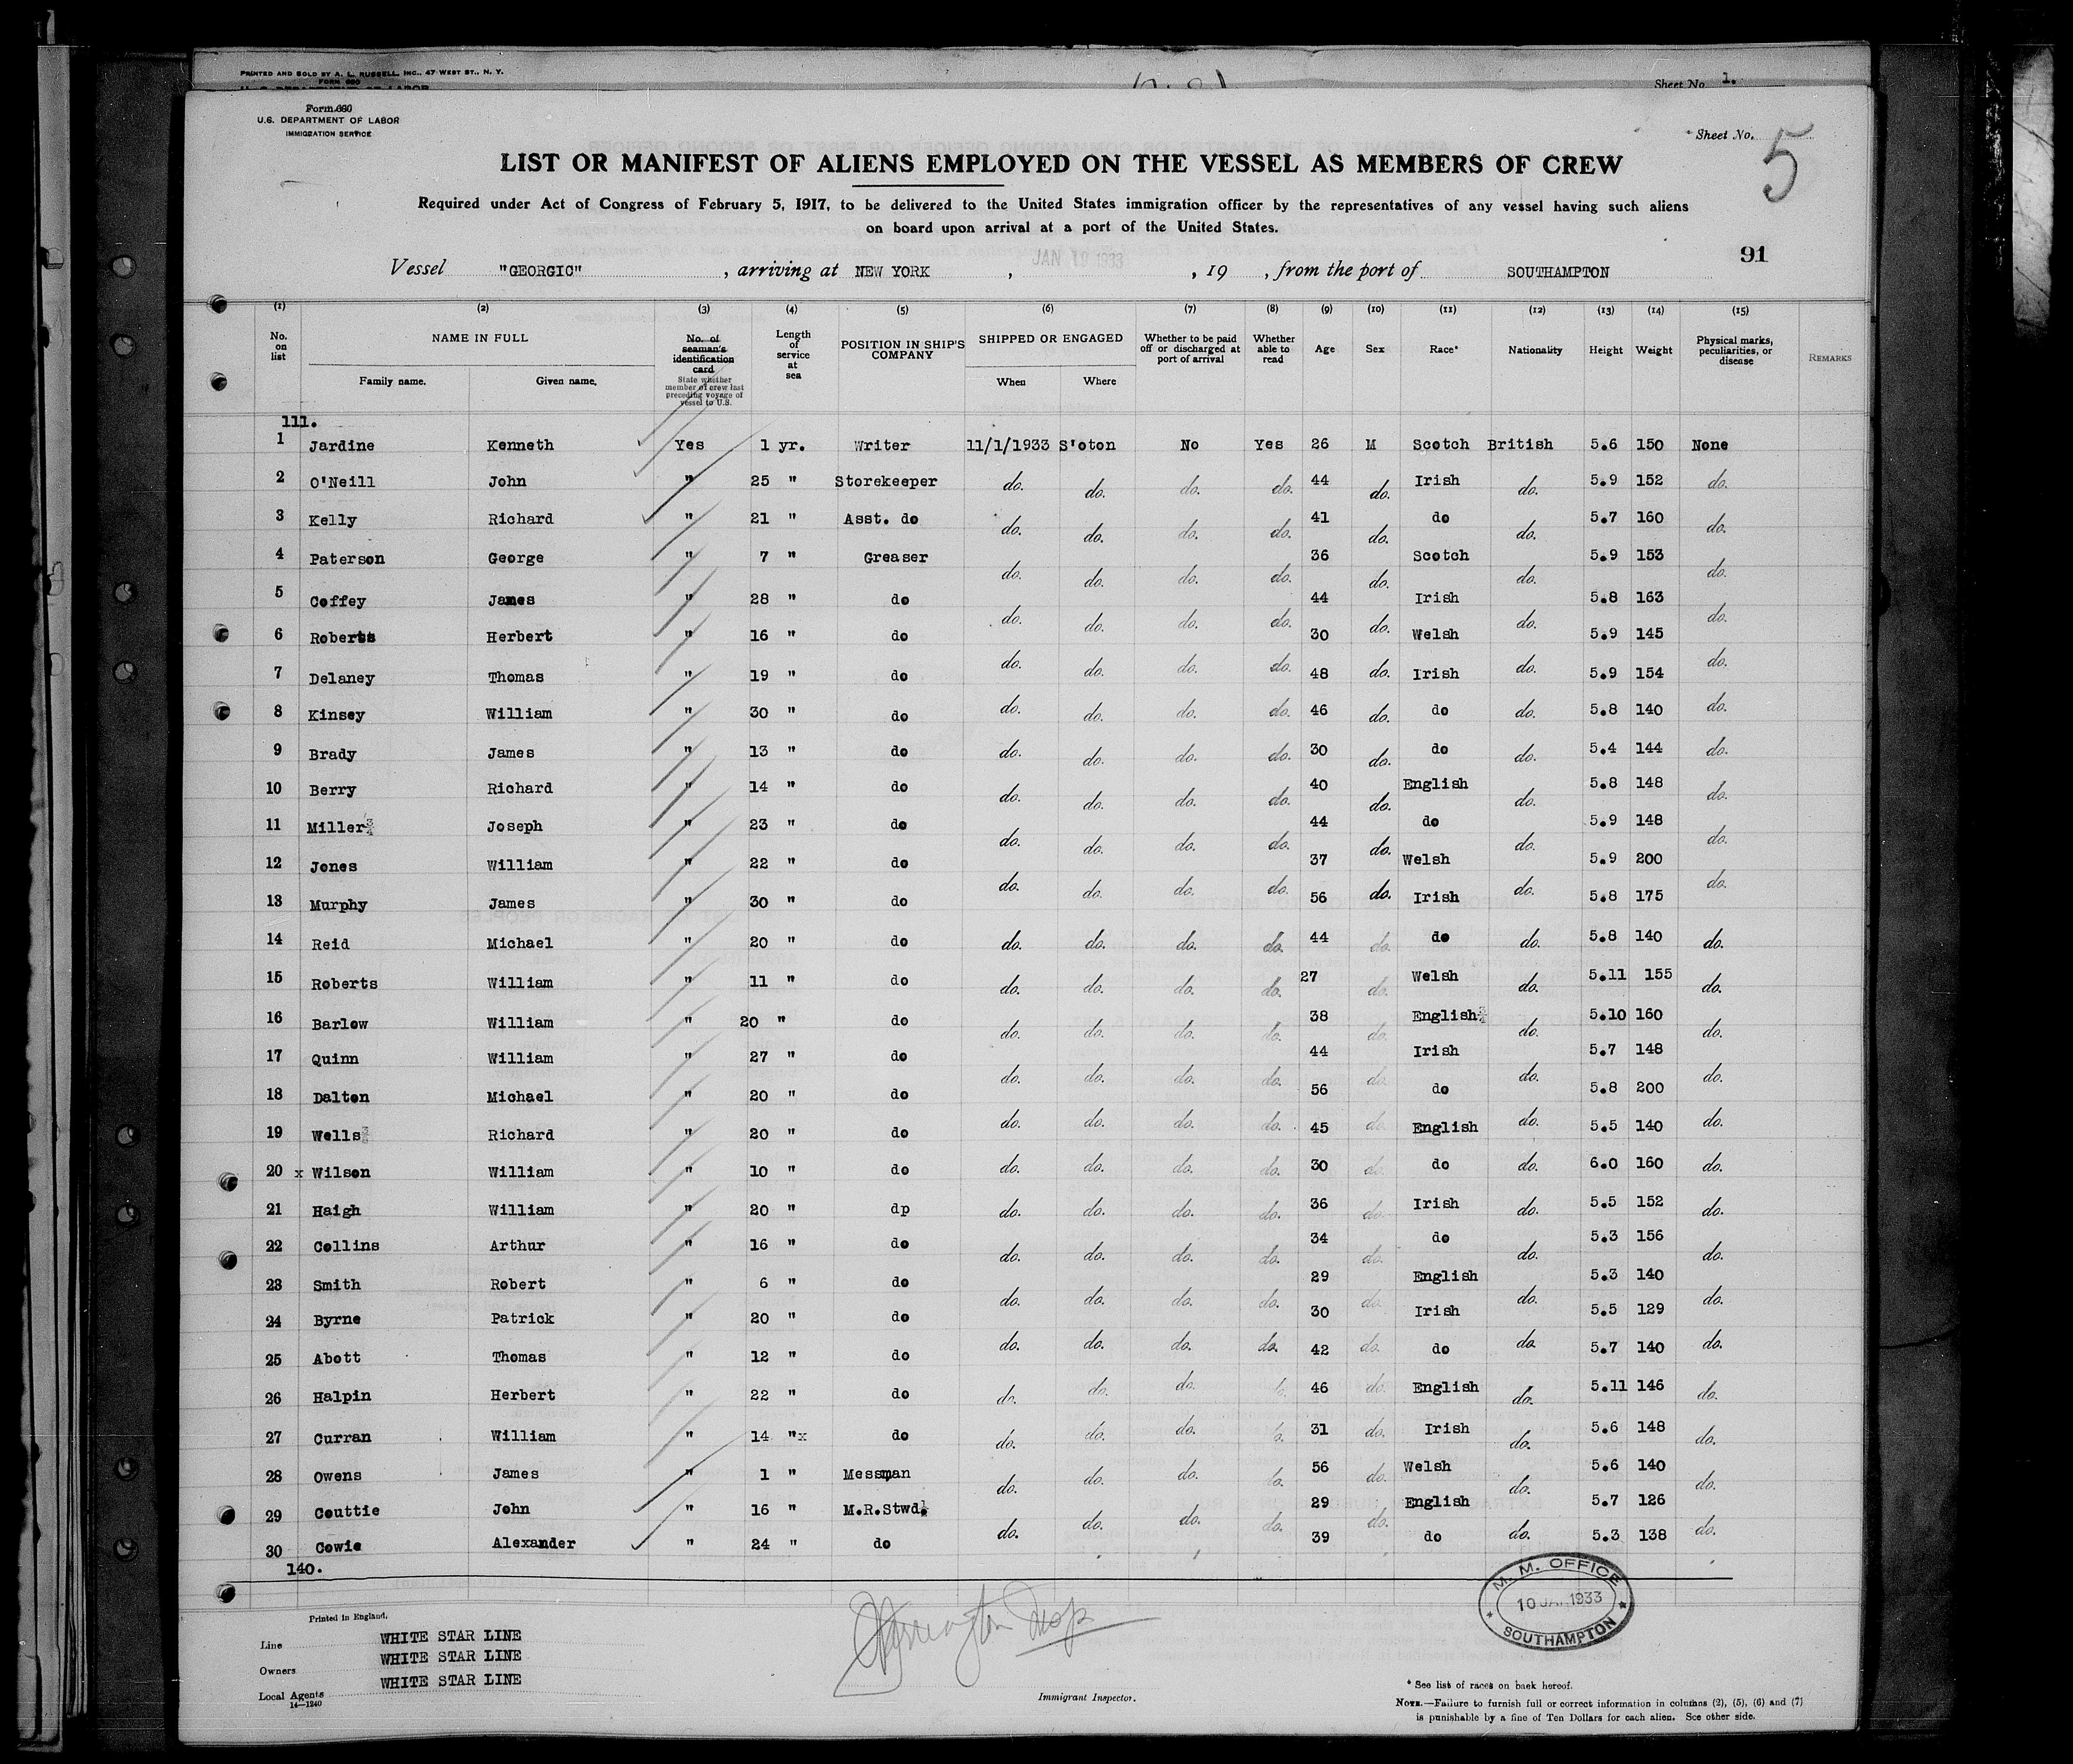 PRINTED AND SOLD BY A. L. RUSSELL, INC., 47 WEST ST., N. Y.
FORM 660
Sheet No. 1.
Form 660
U.S. DEPARTMENT OF LABOR
IMMIGRATION SERVICE
Sheet No. 5
LIST OR MANIFEST OF ALIENS EMPLOYED ON THE VESSEL AS MEMBERS OF CREW
Required under Act of Congress of February 5, 1917, to be delivered to the United States immigration officer by the representatives of any vessel having such aliens
on board upon arrival at a port of the United States.
91
JAN 19 1933
Vessel "GEORGIC" , arriving at NEW YORK , , 19 , from the port of SOUTHAMPTON
(1) (2) (3) (4) (5) (6) (7) (8) (9) (10) (11) (12) (13) (14) (15)
No. on list NAME IN FULL Family name. Given name. No. of seaman's identification card State whether member of crew last preceding voyage of vessel to U.S. Length of service at sea POSITION IN SHIP'S COMPANY SHIPPED OR ENGAGED When Where Whether to be paid off or discharged at port of arrival Whether able to read Age Sex Race* Nationality Height Weight Physical marks, peculiarities, or disease REMARKS
111.
1 Jardine Kenneth Yes 1 yr. Writer 11/1/1933 S'oton No Yes 26 M Scotch British 5.6 150 None
2 O'Neill John " 25 " Storekeeper do. do. do. do. 44 do. Irish do. 5.9 152 do.
3 Kelly Richard " 21 " Asst. do do. do. do. do. 41 do. do do. 5.7 160 do.
4 Paterson George " 7 " Greaser do. do. do. do. 36 do. Scotch do. 5.9 153 do.
5 Coffey James " 28 " do do. do. do. do. 44 do. Irish do. 5.8 163 do.
6 Roberts Herbert " 16 " do do. do. do. do. 30 do. Welsh do. 5.9 145 do.
7 Delaney Thomas " 19 " do do. do. do. do. 48 do. Irish do. 5.9 154 do.
8 Kinsey William " 30 " do do. do. do. do. 46 do. do do. 5.8 140 do.
9 Brady James " 13 " do do. do. do. do. 30 do. do do. 5.4 144 do.
10 Berry Richard " 14 " do do. do. do. do. 40 do. English do. 5.8 148 do.
11 Miller Joseph " 23 " do do. do. do. do. 44 do. do do. 5.9 148 do.
12 Jones William " 22 " do do. do. do. do. 37 do. Welsh do. 5.9 200 do.
13 Murphy James " 30 " do 56 Irish 5.8 175
14 Reid Michael " 20 " do do. do. do. do. 44 do. do do. 5.8 140 do.
15 Roberts William " 11 " do do. do. do. do. 27 do. Welsh do. 5.11 155 do.
16 Barlow William " 20 " do do. do. do. do. 38 do. English do. 5.10 160 do.
17 Quinn William " 27 " do do. do. do. do. 44 do. Irish do. 5.7 148 do.
18 Dalton Michael " 20 " do do. do. do. do. 56 do. do do. 5.8 200 do.
19 Wells Richard " 20 " do do. do. do. do. 45 do. English do. 5.5 140 do.
20 x Wilson William " 10 " do do. do. do. do. 30 do. do do. 6.0 160 do.
21 Haigh William " 20 " dp do. do. do. do. 36 do. Irish do. 5.5 152 do.
22 Collins Arthur " 16 " do do. do. do. do. 34 do. do do. 5.3 156 do.
23 Smith Robert " 6 " do do. do. do. do. 29 do. English do. 5.3 140 do.
24 Byrne Patrick " 20 " do 30 Irish 5.5 129
25 Abott Thomas " 12 " do do. do. do. do. 42 do. do do. 5.7 140 do.
26 Halpin Herbert " 22 " do do. do. do. 46 do. English do. 5.11 146 do.
27 Curran William " 14 "x do do. do. do. 31 do. Irish do. 5.6 148 do.
28 Owens James " 1 " Messman do. do. do. do. 56 do. Welsh do. 5.6 140 do.
29 Couttie John " 16 " M.R.Stwd. do. do. do. do. 29 do. English do. 5.7 126 do.
30 Cowie Alexander " 24 " do 39 do 5.3 138
140.
M. M. OFFICE
10 JAN 1933
SOUTHAMPTON
Printed in England.
Line WHITE STAR LINE
Owners WHITE STAR LINE
Local Agents WHITE STAR LINE
14—1240
Immigrant Inspector.
* See list of races on back hereof.
NOTE.—Failure to furnish full or correct information in columns (2), (5), (6) and (7)
is punishable by a fine of Ten Dollars for each alien. See other side.